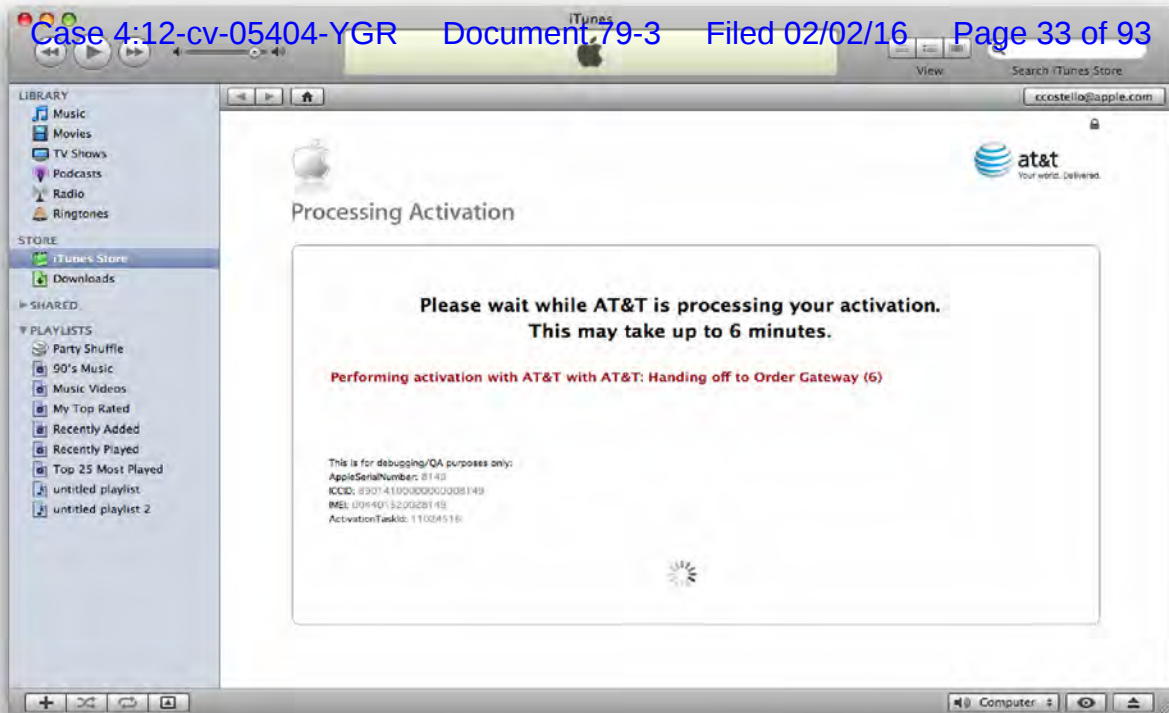 iTunes
Case 4:12-cv-05404-YGR Document 79-3 Filed 02/02/16 Page 33 of 93
View
Search iTunes Store
LIBRARY
Music
Movies
TV Shows
Podcasts
Radio
Ringtones
STORE
iTunes Store
Downloads
SHARED
PLAYLISTS
Party Shuffle
90's Music
Music Videos
My Top Rated
Recently Added
Recently Played
Top 25 Most Played
untitled playlist
untitled playlist 2
ccostello@apple.com
at&t
Your world. Delivered.
Processing Activation
Please wait while AT&T is processing your activation.
This may take up to 6 minutes.
Performing activation with AT&T with AT&T: Handing off to Order Gateway (6)
This is for debugging/QA purposes only:
AppleSerialNumber: 8149
ICCID:
IMEI:
ActivationTaskId: 11024516
Computer